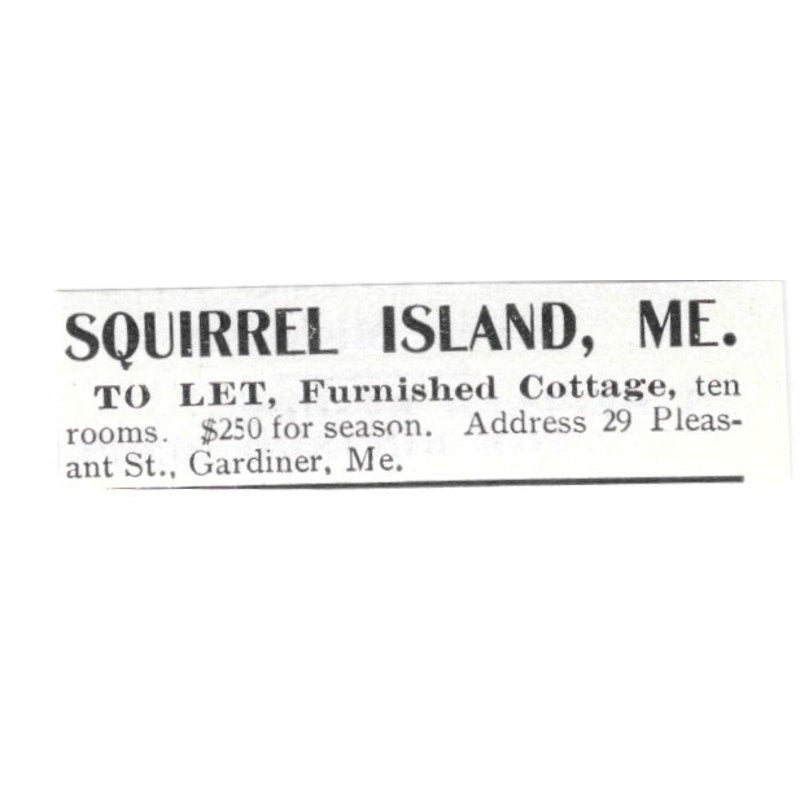 SQUIRREL ISLAND, ME.
TO LET, Furnished Cottage, ten
rooms. $250 for season. Address 29 Pleas-
ant St., Gardiner, Me.